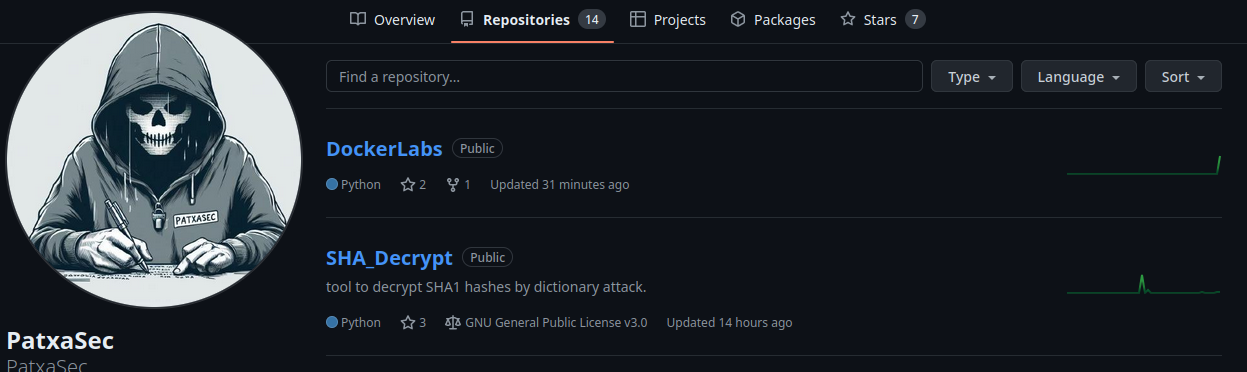 Overview Repositories 14 Projects Packages Stars 7
Find a repository... Type Language Sort
DockerLabs Public
Python 2 1 Updated 31 minutes ago
SHA_Decrypt Public
tool to decrypt SHA1 hashes by dictionary attack.
Python 3 GNU General Public License v3.0 Updated 14 hours ago
PATXASEC
PatxaSec
PatxaSec